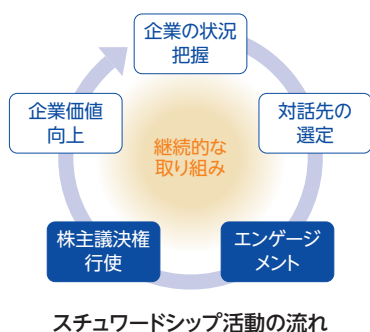 企業の状況
把握
対話先の
選定
エンゲージ
メント
株主議決権
行使
企業価値
向上
継続的な
取り組み
スチュワードシップ活動の流れ